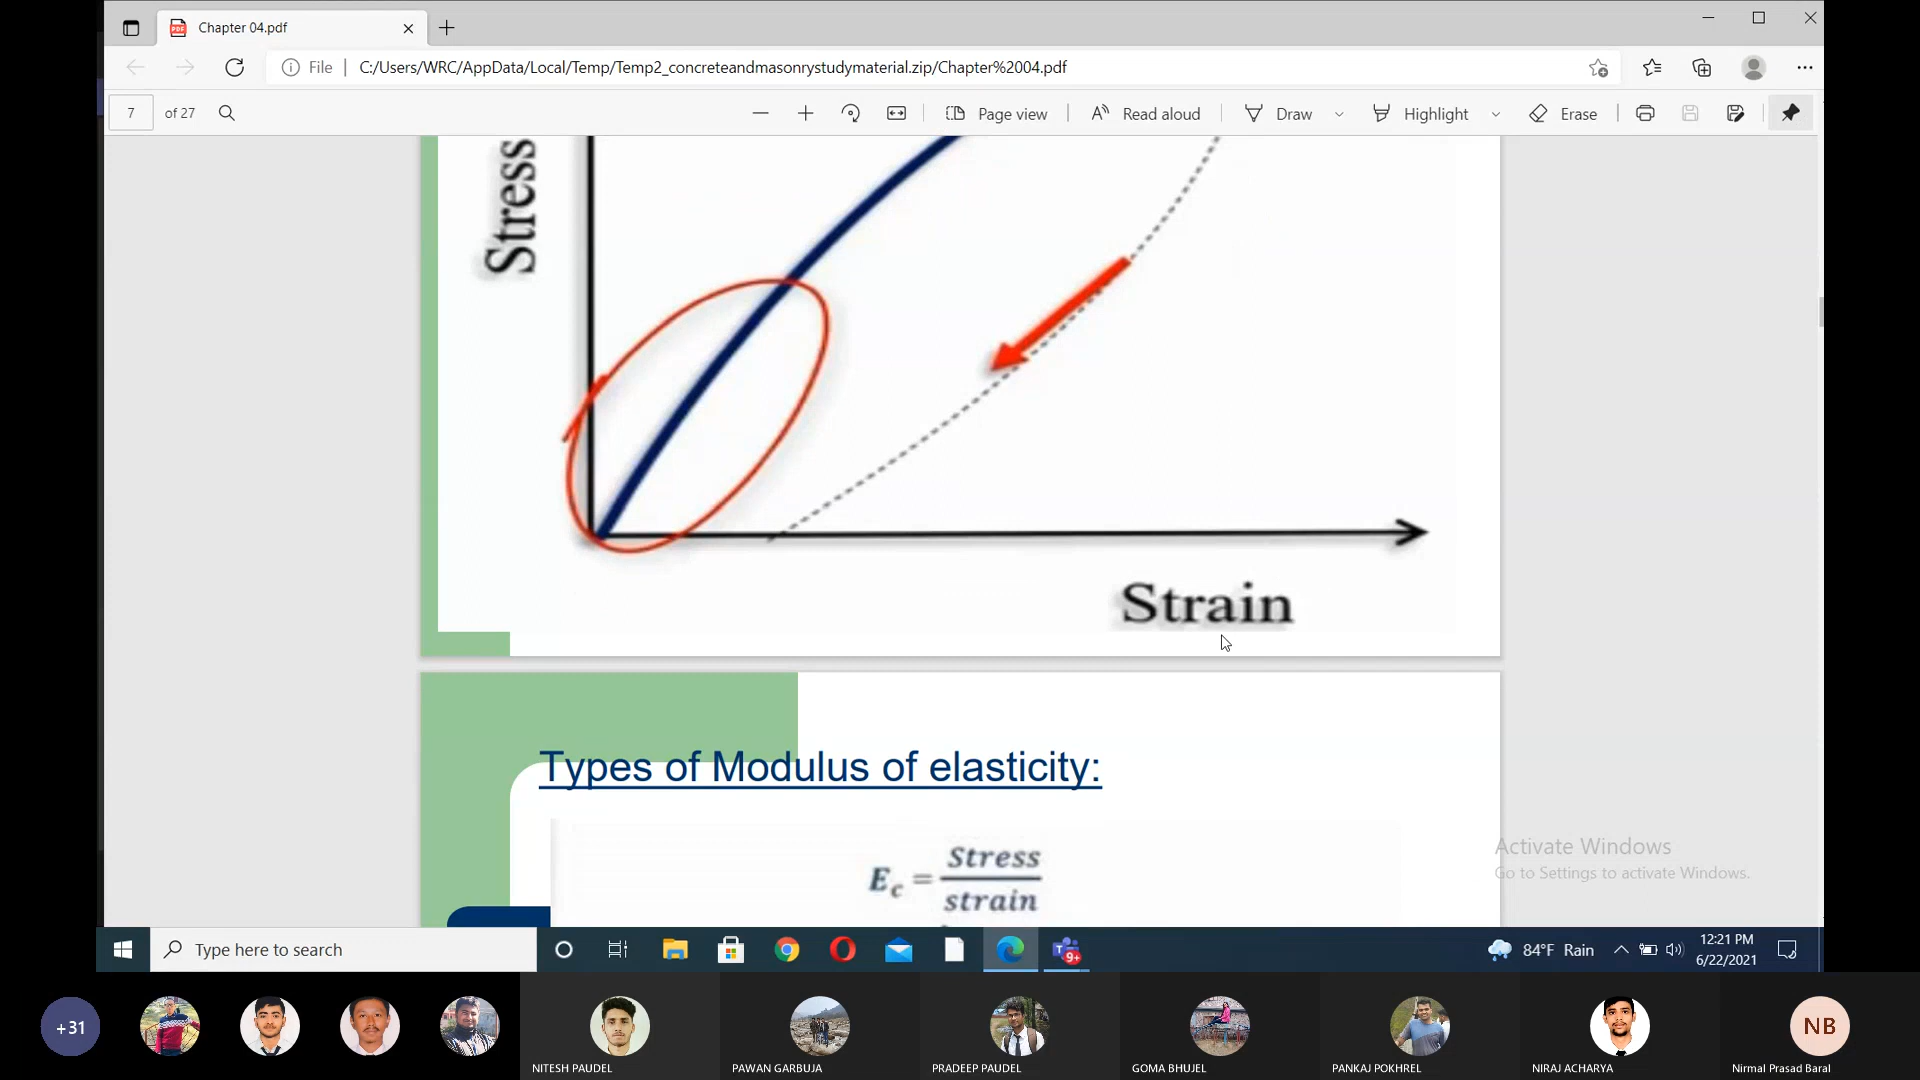 Chapter 04.pdf
File
C:/Users/WRC/AppData/Local/Temp/Temp2_concreteandmasonrystudymaterial.zip/Chapter%2004.pdf
7 of 27
Page view
Read aloud
Draw
Highlight
Erase
Stress
Strain
Types of Modulus of elasticity:
E_c = Stress
strain
Activate Windows
Go to Settings to activate Windows.
Type here to search
9+
84°F Rain
12:21 PM
6/22/2021
+31
NB
NITESH PAUDEL
PAWAN GARBUJA
PRADEEP PAUDEL
GOMA BHUJEL
PANKAJ POKHREL
NIRAJ ACHARYA
Nirmal Prasad Baral